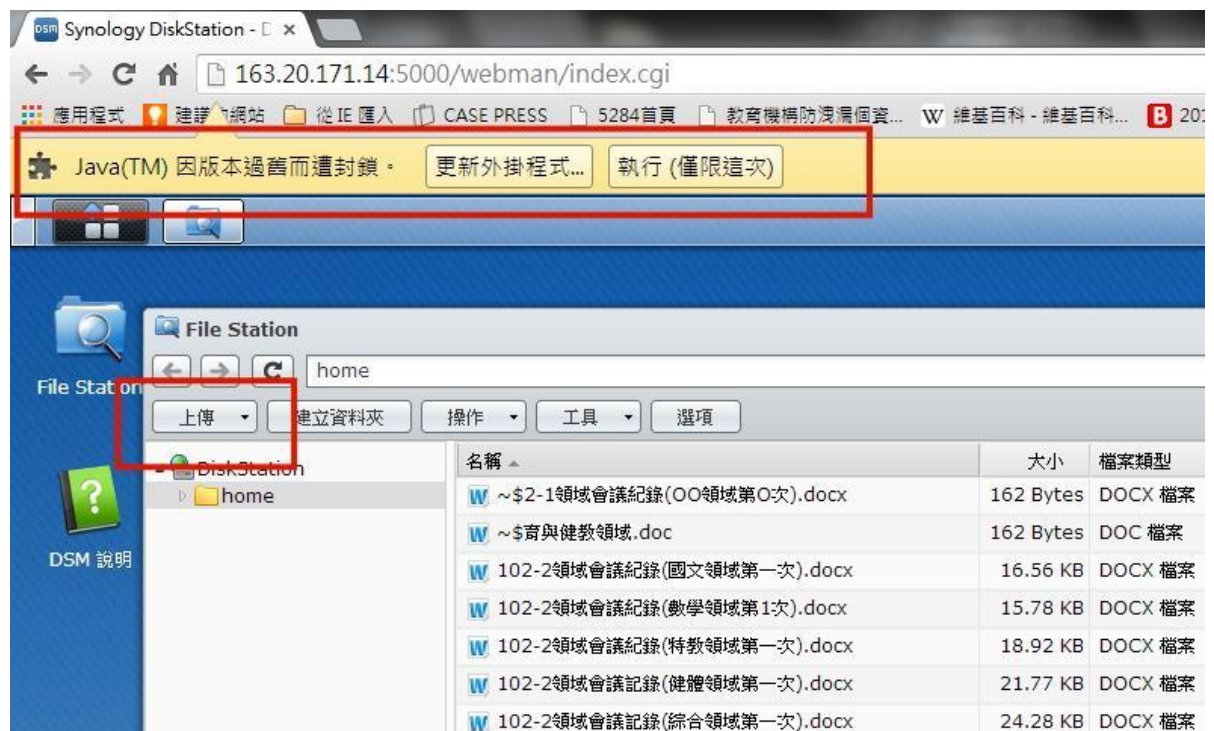 DSM Synology DiskStation - D
163.20.171.14:5000/webman/index.cgi
應用程式 建議的網站 從 IE 匯入 CASE PRESS 5284首頁 教育機構防洩漏個資... W 維基百科 - 維基百科... B 201
Java(TM) 因版本過舊而遭封鎖。 更新外掛程式... 執行 (僅限這次)
File Station
home
File Station
上傳 建立資料夾 操作 工具 選項
DiskStation
home
DSM 說明
名稱 大小 檔案類型
~$2-1領域會議紀錄(OO領域第O次).docx 162 Bytes DOCX 檔案
~$育與健教領域.doc 162 Bytes DOC 檔案
102-2領域會議紀錄(國文領域第一次).docx 16.56 KB DOCX 檔案
102-2領域會議紀錄(數學領域第1次).docx 15.78 KB DOCX 檔案
102-2領域會議紀錄(特教領域第一次).docx 18.92 KB DOCX 檔案
102-2領域會議記錄(健體領域第一次).docx 21.77 KB DOCX 檔案
102-2領域會議記錄(綜合領域第一次).docx 24.28 KB DOCX 檔案